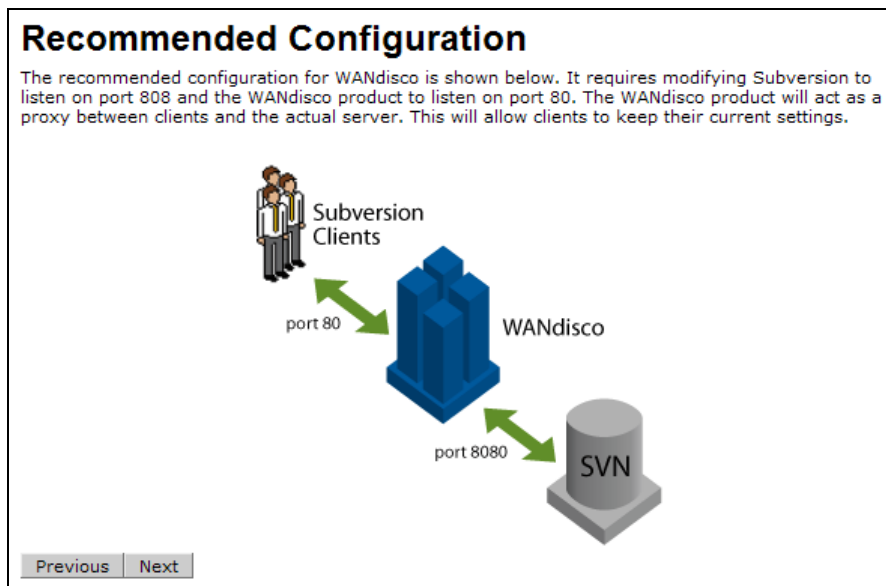 Recommended Configuration
The recommended configuration for WANdisco is shown below. It requires modifying Subversion to
listen on port 808 and the WANdisco product to listen on port 80. The WANdisco product will act as a
proxy between clients and the actual server. This will allow clients to keep their current settings.
Subversion
Clients
port 80
WANdisco
port 8080
SVN
Previous
Next